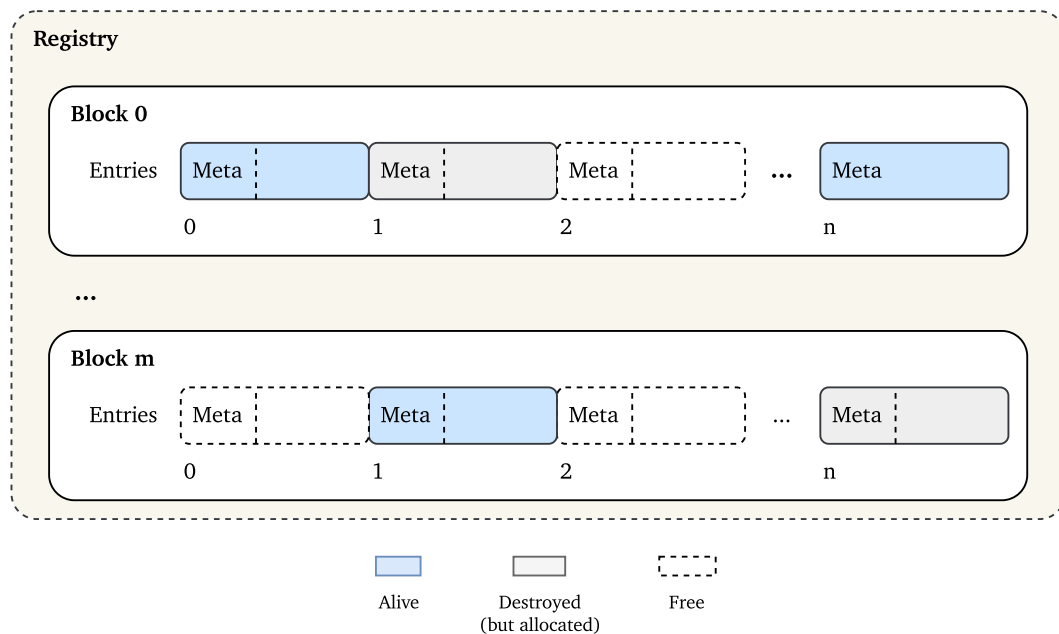 Registry
Block 0
Entries Meta Meta Meta ... Meta
0 1 2 n
...
Block m
Entries Meta Meta Meta ... Meta
0 1 2 n
Alive Destroyed Free
(but allocated)